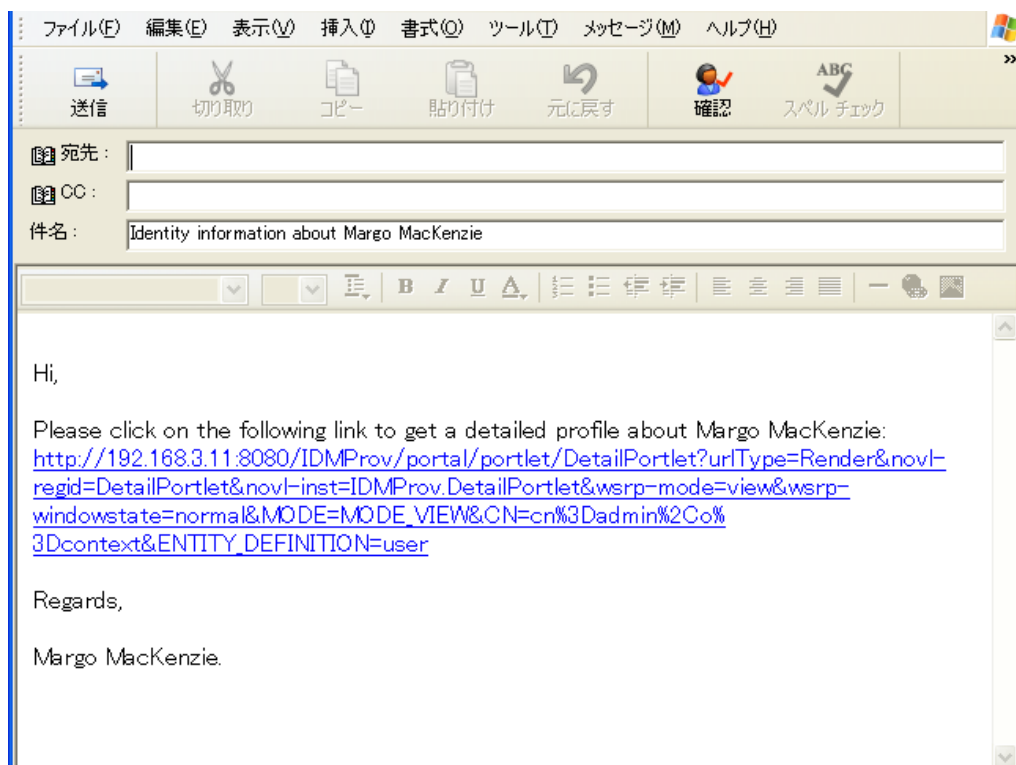 ファイル(F) 編集(E) 表示(V) 挿入(I) 書式(O) ツール(T) メッセージ(M) ヘルプ(H)
送信 切り取り コピー 貼り付け 元に戻す 確認 スペル チェック
宛先:
CC:
件名: Identity information about Margo MacKenzie
B I U A
Hi,
Please click on the following link to get a detailed profile about Margo MacKenzie:
http://192.168.3.11:8080/IDMProv/portal/portlet/DetailPortlet?urlType=Render&novl-
regid=DetailPortlet&novl-inst=IDMProv.DetailPortlet&wsrp-mode=view&wsrp-
windowstate=normal&MODE=MODE_VIEW&CN=cn%3Dadmin%2Co%
3Dcontext&ENTITY_DEFINITION=user
Regards,
Margo MacKenzie.